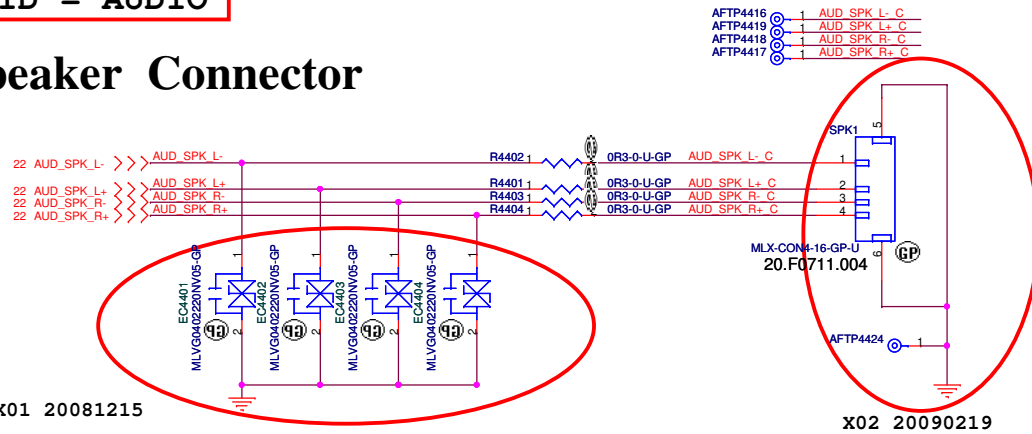 ID = AUDIO
peaker Connector
AFTP4416 1 AUD_SPK_L-_C
AFTP4419 1 AUD_SPK_L+_C
AFTP4418 1 AUD_SPK_R-_C
AFTP4417 1 AUD_SPK_R+_C
SPK1
5
22 AUD_SPK_L- AUD_SPK_L- R4402 1 0R3-0-U-GP AUD_SPK_L-_C 1
22 AUD_SPK_L+ AUD_SPK_L+ R4401 1 0R3-0-U-GP AUD_SPK_L+_C 2
22 AUD_SPK_R- AUD_SPK_R- R4403 1 0R3-0-U-GP AUD_SPK_R-_C 3
22 AUD_SPK_R+ AUD_SPK_R+ R4404 1 0R3-0-U-GP AUD_SPK_R+_C 4
6
MLX-CON4-16-GP-U
20.F0711.004
GP
EC4401
MLVG0402220NV05-GP
1
2
GP
EC4402
MLVG0402220NV05-GP
1
2
GP
EC4403
MLVG0402220NV05-GP
1
2
GP
EC4404
MLVG0402220NV05-GP
1
2
GP
AFTP4424 1
X01 20081215
X02 20090219